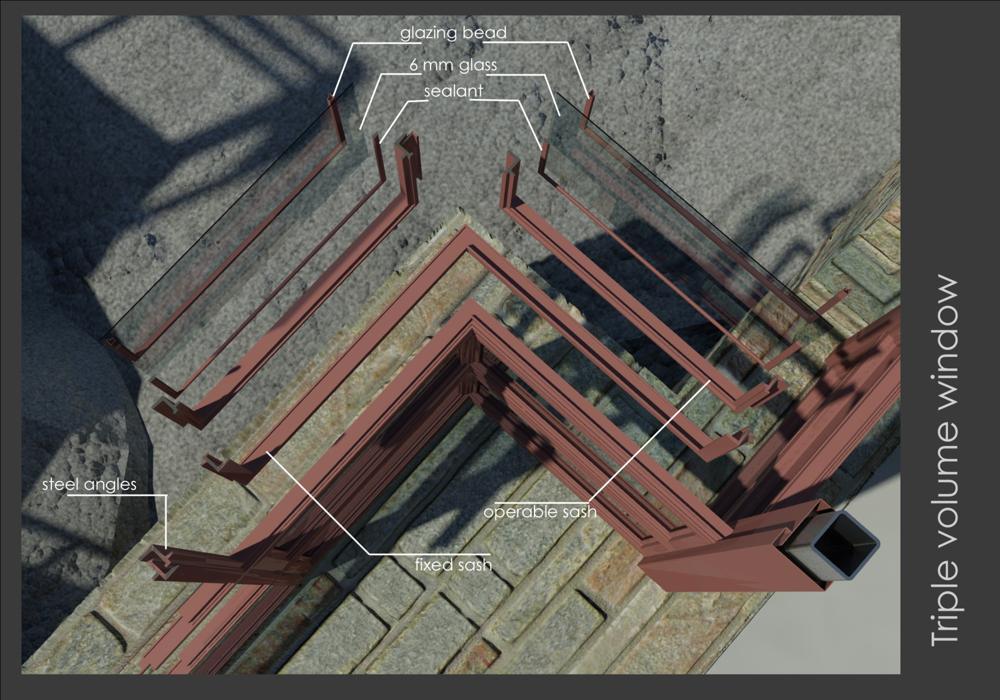 glazing bead
6 mm glass
sealant
steel angles
operable sash
fixed sash
Triple volume window